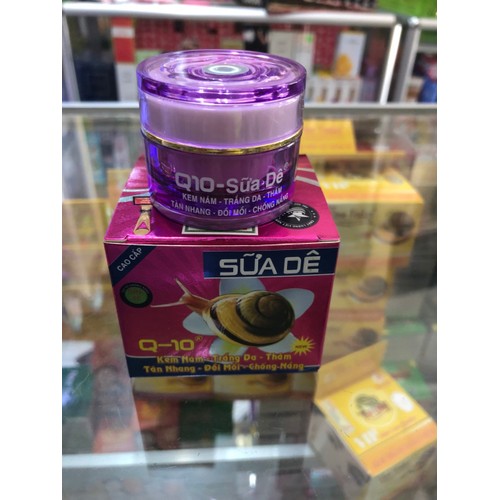 Q10-Sữa Dê
KEM NÁM - TRẮNG DA - THÂM
TÀN NHANG - ĐỒI MỒI - CHỐNG NẮNG
CAO CẤP
SỮA DÊ
Q-10
Kem Nám - Trắng Da - Thâm
Tàn Nhang - Đồi Mồi - Chống Nắng
VIP